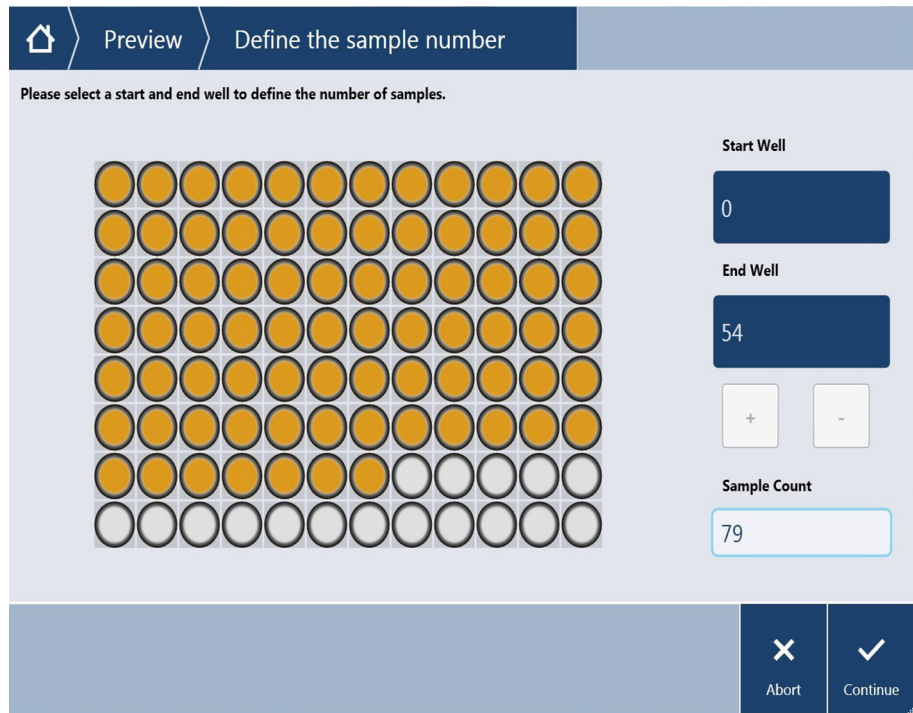 Preview
Define the sample number
Please select a start and end well to define the number of samples.
Start Well
0
End Well
54
+ -
Sample Count
79
Abort
Continue